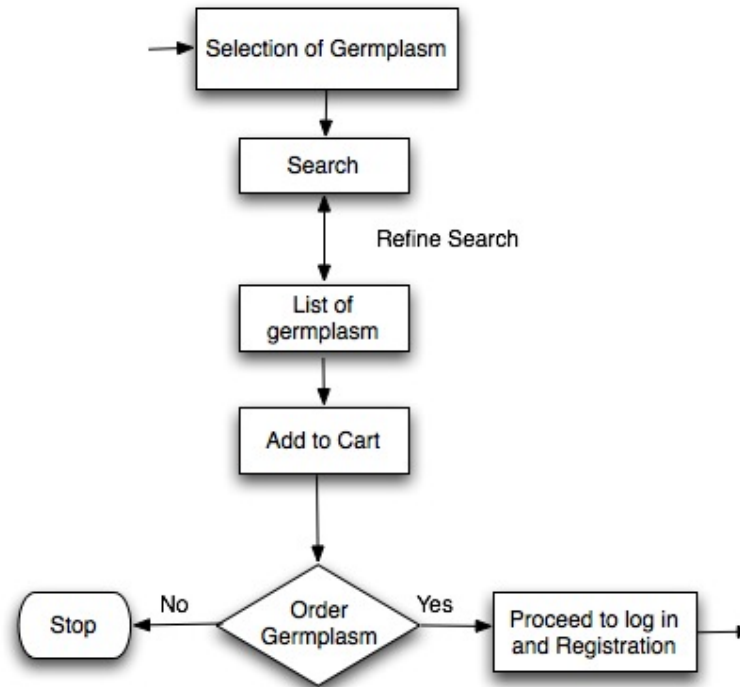 Selection of Germplasm
Search
Refine Search
List of
germplasm
Add to Cart
Order
Germplasm
No
Yes
Stop
Proceed to log in
and Registration